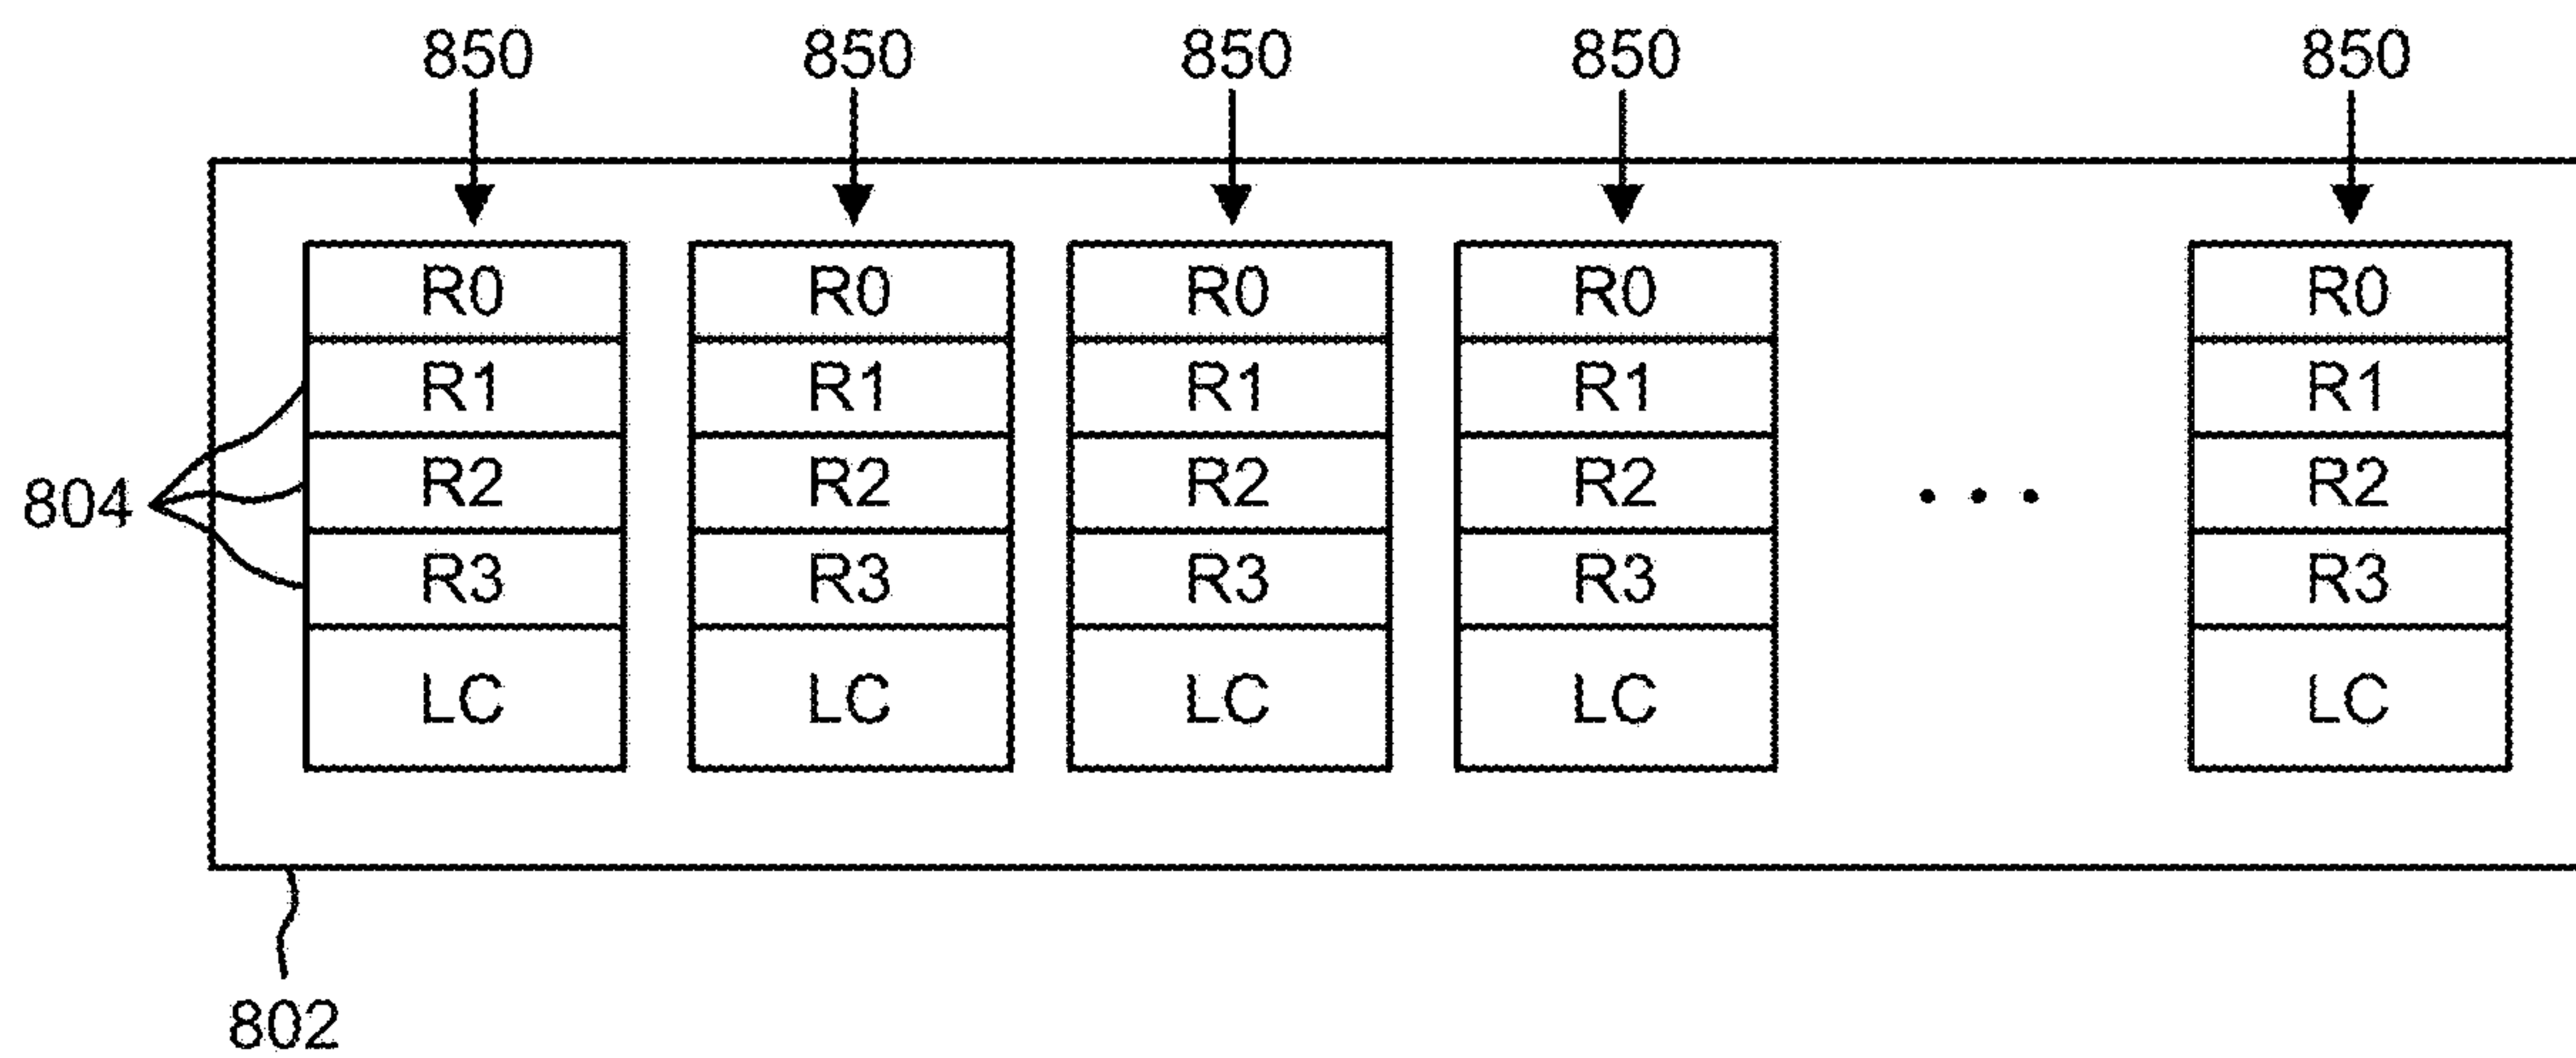 850 850 850 850 850
R0 R0 R0 R0 R0
R1 R1 R1 R1 R1
R2 R2 R2 R2 R2
804 . . .
R3 R3 R3 R3 R3
LC LC LC LC LC
802